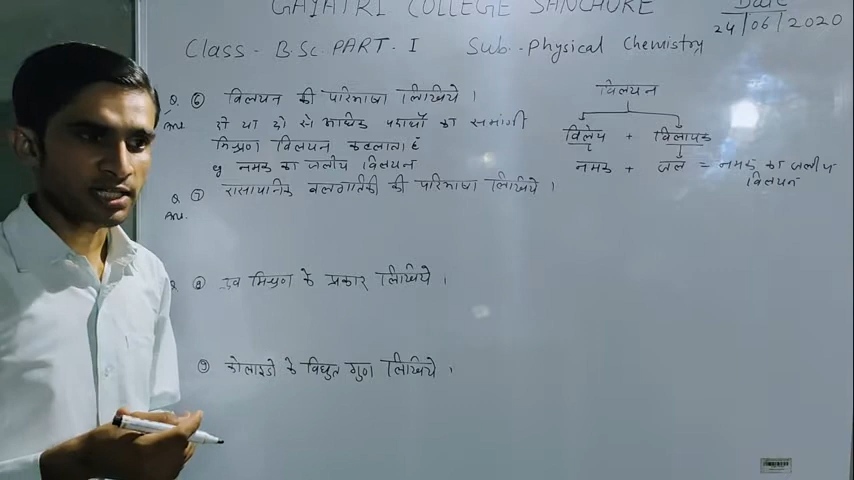 GAYATRI COLLEGE SANCHORE
Date
24/06/2020
Class - B.Sc. PART - I Sub. - Physical Chemistry
Q. ⑥ विलयन की परिभाषा लिखिये ।
Ans. दो या दो से अधिक पदार्थों का समांगी
मिश्रण विलयन कहलाता है
नमक का जलीय विलयन
विलयन
विलेय + विलायक
नमक + जल = नमक का जलीय
विलयन
Q ⑦ रासायनिक बलगतिकी की परिभाषा लिखिये ।
Ans.
Q ⑧ द्रव मिश्रण के प्रकार लिखिये ।
⑨ कोलाइडो के विधुत गुण लिखिये ।